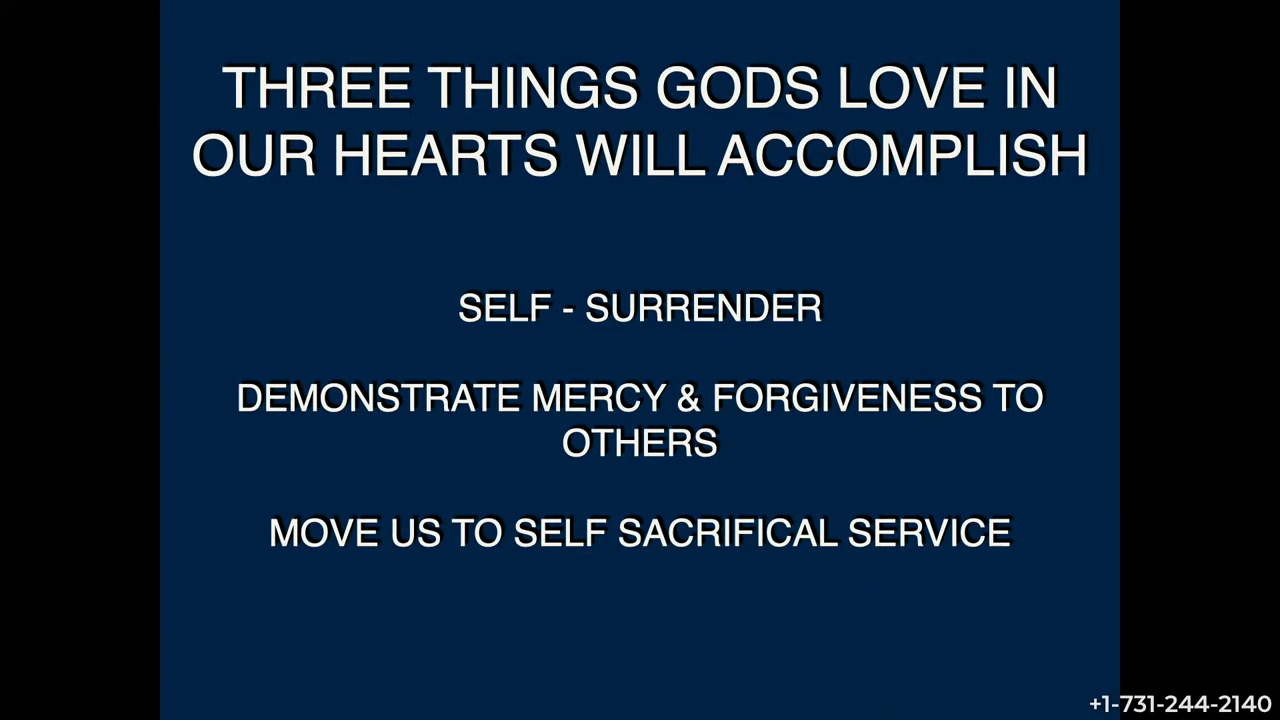 THREE THINGS GODS LOVE IN
OUR HEARTS WILL ACCOMPLISH
SELF - SURRENDER
DEMONSTRATE MERCY & FORGIVENESS TO
OTHERS
MOVE US TO SELF SACRIFICAL SERVICE
+1-731-244-2140